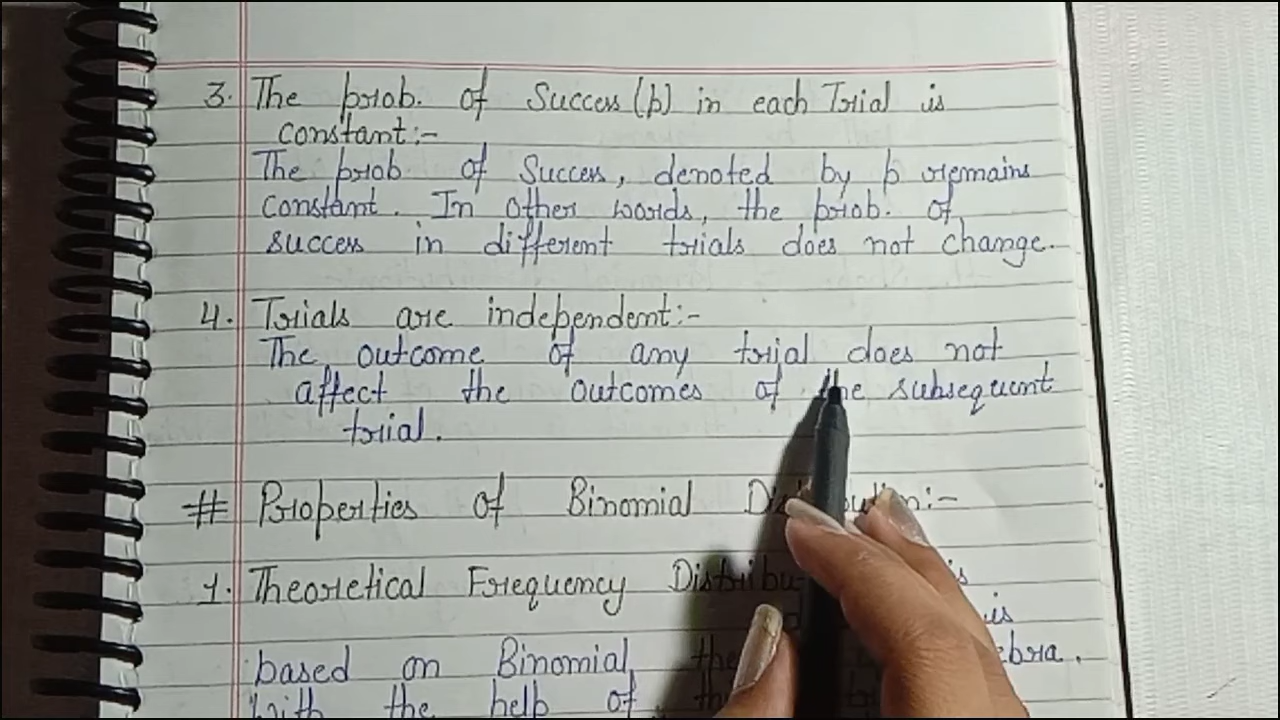 3. The prob. of Success (p) in each Trial is
constant:-
The prob of Success, denoted by p remains
constant. In other words, the prob. of
success in different trials does not change.
4. Trials are independent:-
The outcome of any trial does not
affect the outcomes of the subsequent
trial.
# Properties of Binomial
1. Theoretical Frequency is
is
based on Binomial
with the help of